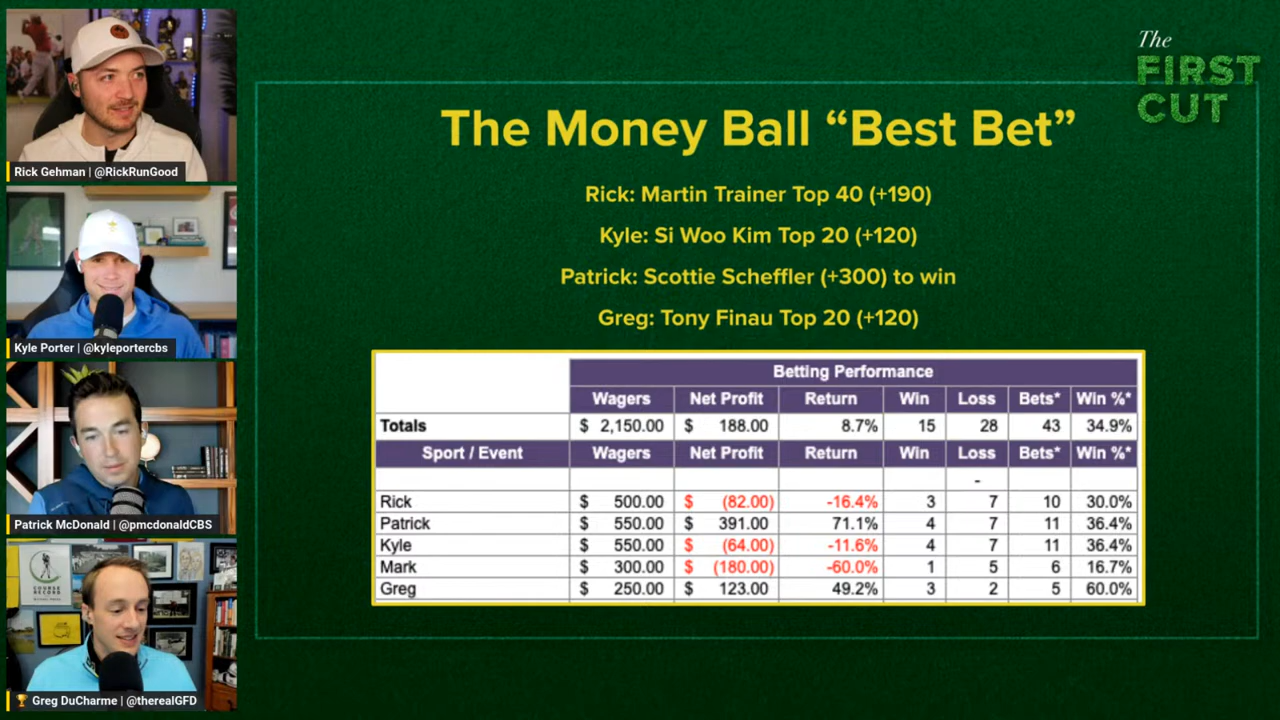 The
FIRST
CUT
The Money Ball “Best Bet”
Rick: Martin Trainer Top 40 (+190)
Kyle: Si Woo Kim Top 20 (+120)
Patrick: Scottie Scheffler (+300) to win
Greg: Tony Finau Top 20 (+120)
Betting Performance
Wagers Net Profit Return Win Loss Bets* Win %*
Totals $ 2,150.00 $ 188.00 8.7% 15 28 43 34.9%
Sport / Event Wagers Net Profit Return Win Loss Bets* Win %*
-
Rick $ 500.00 $ (82.00) -16.4% 3 7 10 30.0%
Patrick $ 550.00 $ 391.00 71.1% 4 7 11 36.4%
Kyle $ 550.00 $ (64.00) -11.6% 4 7 11 36.4%
Mark $ 300.00 $ (180.00) -60.0% 1 5 6 16.7%
Greg $ 250.00 $ 123.00 49.2% 3 2 5 60.0%
Rick Gehman | @RickRunGood
Kyle Porter | @kyleportercbs
Patrick McDonald | @pmcdonaldCBS
COURSE
RECORD
Greg DuCharme | @therealGFD